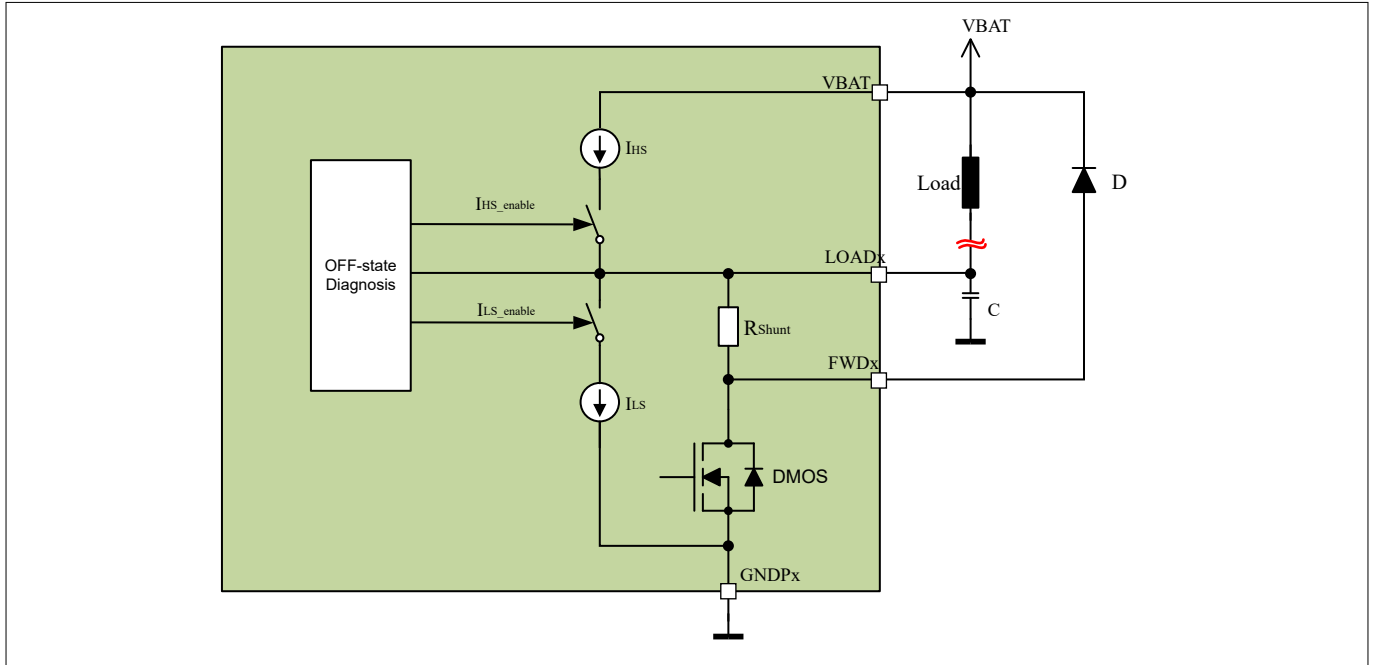 VBAT
VBAT
IHS
Load
D
IHS_enable
LOADx
OFF-state
Diagnosis
ILS_enable
C
RShunt
FWDx
ILS
DMOS
GNDPx